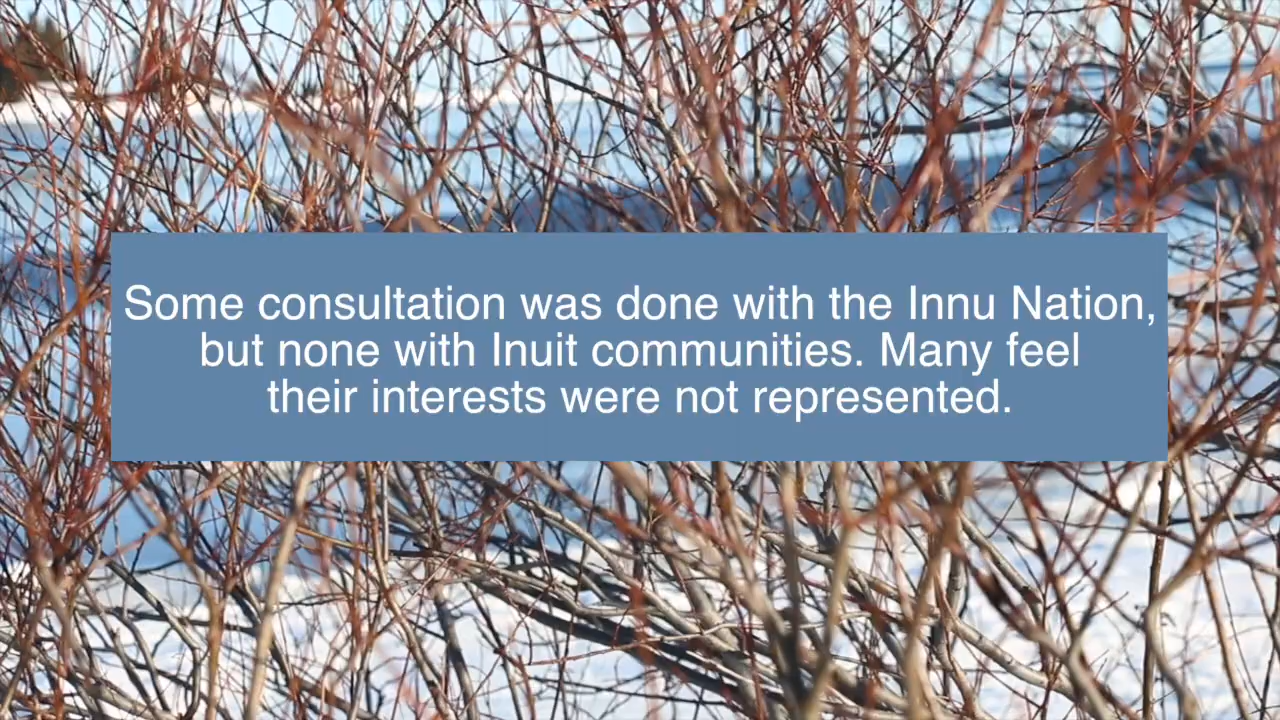 Some consultation was done with the Innu Nation,
but none with Inuit communities. Many feel
their interests were not represented.